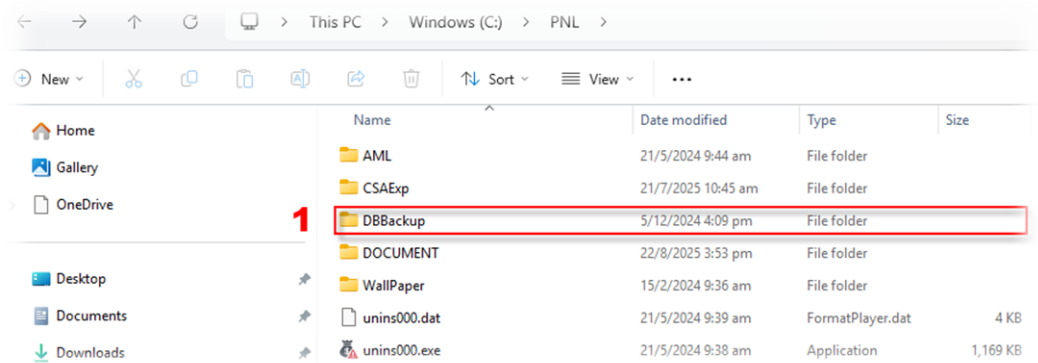 This PC > Windows (C:) > PNL >
New Sort View ...
Name Date modified Type Size
Home
Gallery
OneDrive
Desktop
Documents
Downloads
AML 21/5/2024 9:44 am File folder
CSAExp 21/7/2025 10:45 am File folder
1 DBBackup 5/12/2024 4:09 pm File folder
DOCUMENT 22/8/2025 3:53 pm File folder
WallPaper 15/2/2024 9:36 am File folder
unins000.dat 21/5/2024 9:39 am FormatPlayer.dat 4 KB
unins000.exe 21/5/2024 9:38 am Application 1,169 KB